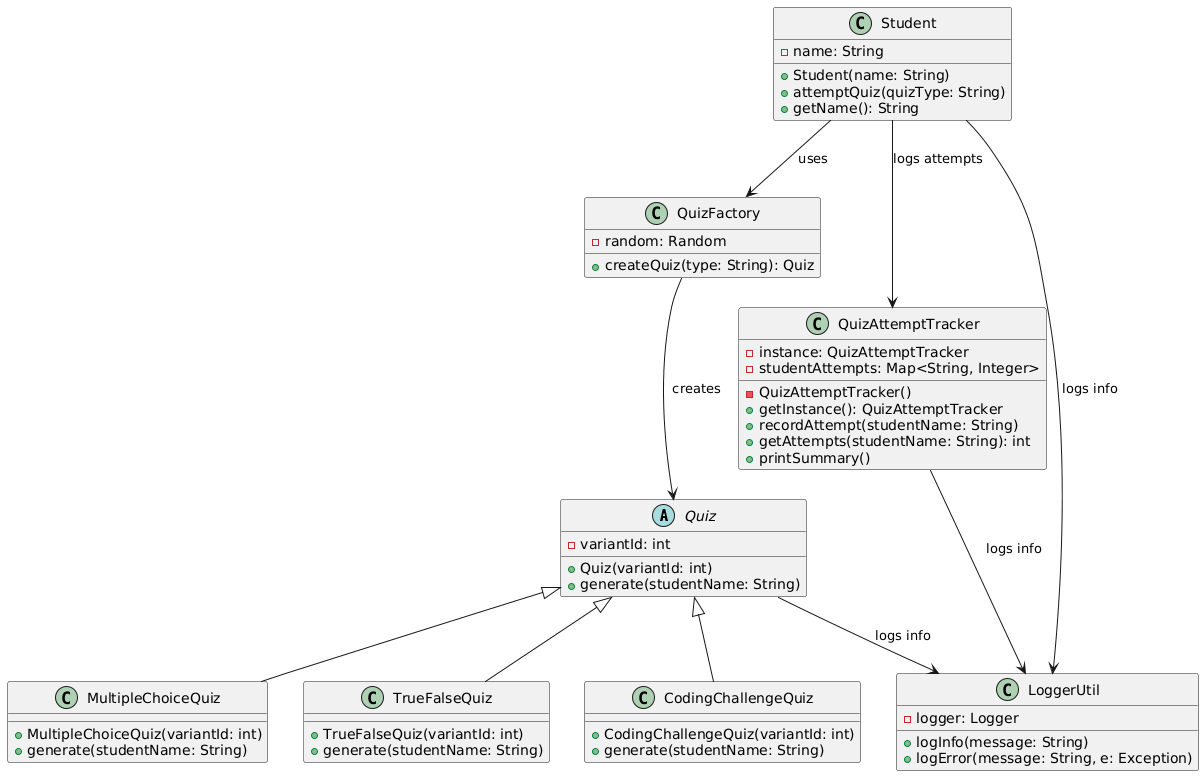 C Student
name: String
Student(name: String)
attemptQuiz(quizType: String)
getName(): String
uses
logs attempts
C QuizFactory
random: Random
createQuiz(type: String): Quiz
C QuizAttemptTracker
instance: QuizAttemptTracker
studentAttempts: Map<String, Integer>
QuizAttemptTracker()
getInstance(): QuizAttemptTracker
recordAttempt(studentName: String)
getAttempts(studentName: String): int
printSummary()
creates
logs info
A Quiz
variantId: int
Quiz(variantId: int)
generate(studentName: String)
logs info
logs info
C MultipleChoiceQuiz
MultipleChoiceQuiz(variantId: int)
generate(studentName: String)
C TrueFalseQuiz
TrueFalseQuiz(variantId: int)
generate(studentName: String)
C CodingChallengeQuiz
CodingChallengeQuiz(variantId: int)
generate(studentName: String)
C LoggerUtil
logger: Logger
logInfo(message: String)
logError(message: String, e: Exception)